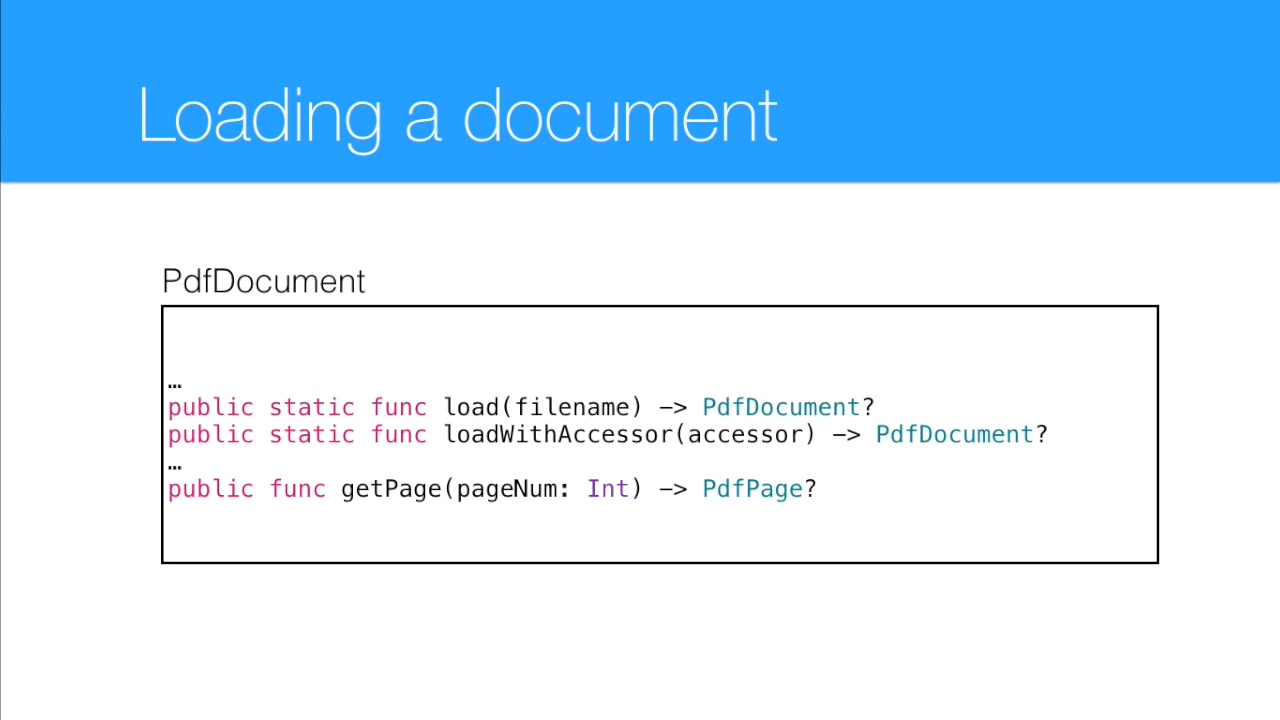 Loading a document
PdfDocument
…
public static func load(filename) -> PdfDocument?
public static func loadWithAccessor(accessor) -> PdfDocument?
…
public func getPage(pageNum: Int) -> PdfPage?